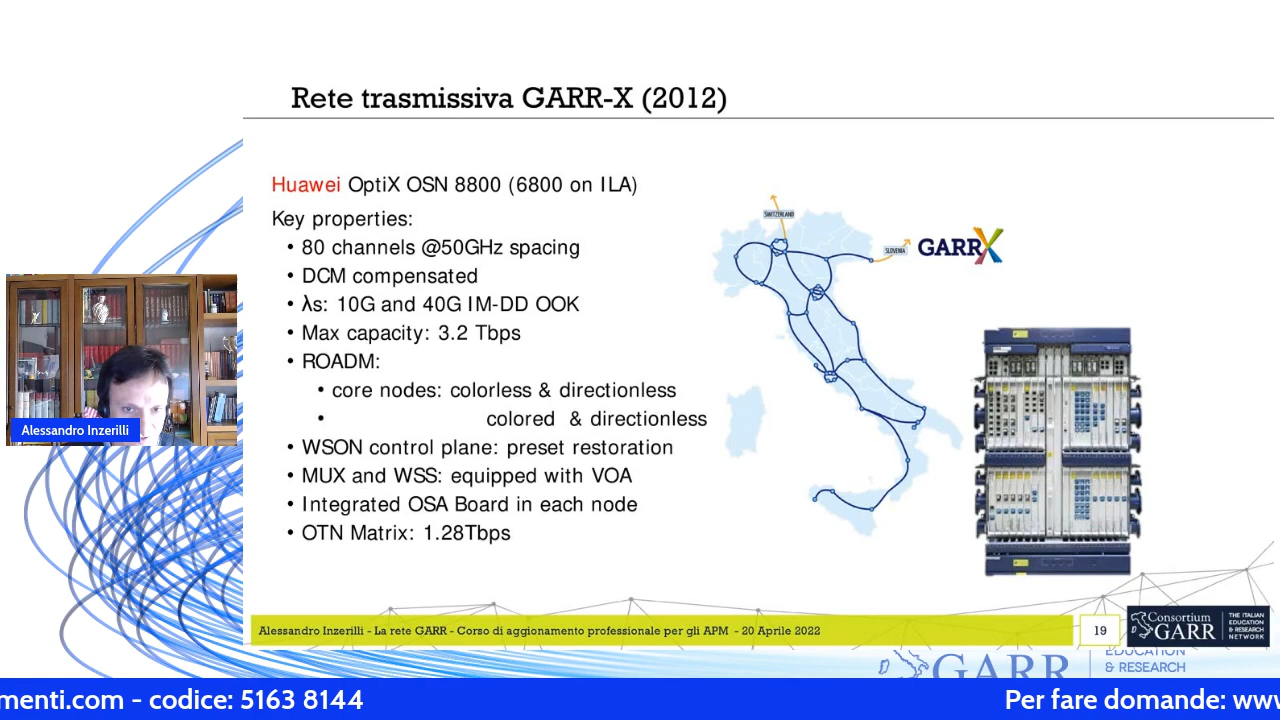 Rete trasmissiva GARR-X (2012)
Huawei OptiX OSN 8800 (6800 on ILA)
Key properties:
• 80 channels @50GHz spacing
• DCM compensated
• λs: 10G and 40G IM-DD OOK
• Max capacity: 3.2 Tbps
• ROADM:
• core nodes: colorless & directionless
• colored & directionless
• WSON control plane: preset restoration
• MUX and WSS: equipped with VOA
• Integrated OSA Board in each node
• OTN Matrix: 1.28Tbps
SWITZERLAND
SLOVENIA
GARRX
Alessandro Inzerilli
Alessandro Inzerilli - La rete GARR - Corso di aggionamento professionale per gli APM - 20 Aprile 2022
19
Consortium
GARR
THE ITALIAN
EDUCATION
& RESEARCH
NETWORK
GARR
EDUCATION
& RESEARCH
menti.com - codice: 5163 8144
Per fare domande: www